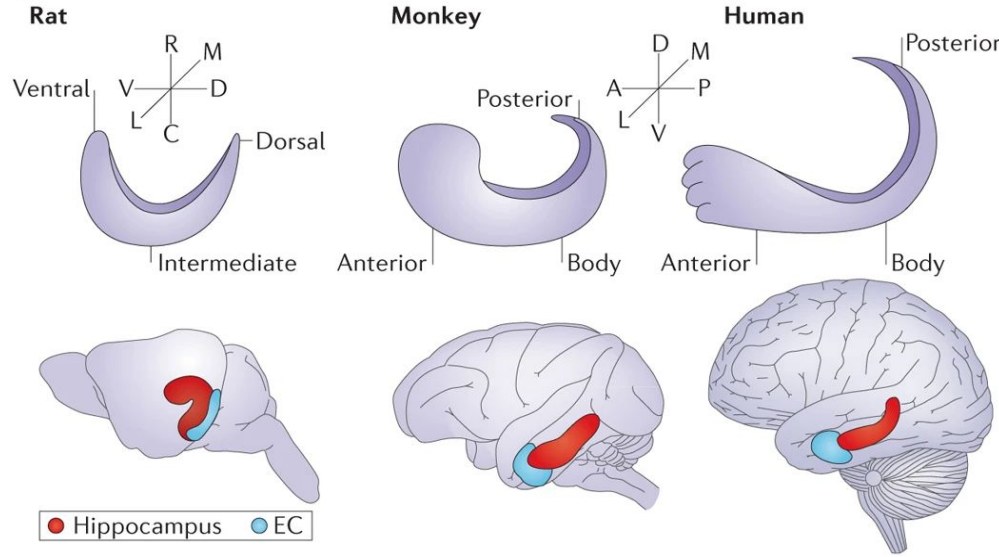 Rat
Monkey
Human
R
M
V
D
L
C
Ventral
Dorsal
Intermediate
D
M
A
P
L
V
Posterior
Anterior
Body
Posterior
Anterior
Body
Hippocampus
EC